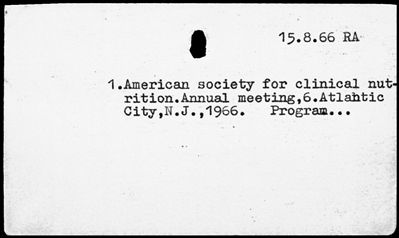 15.8.66 RA
1.American society for clinical nut-
rition.Annual meeting,6.Atlahtic
City,N.J.,1966. Program...